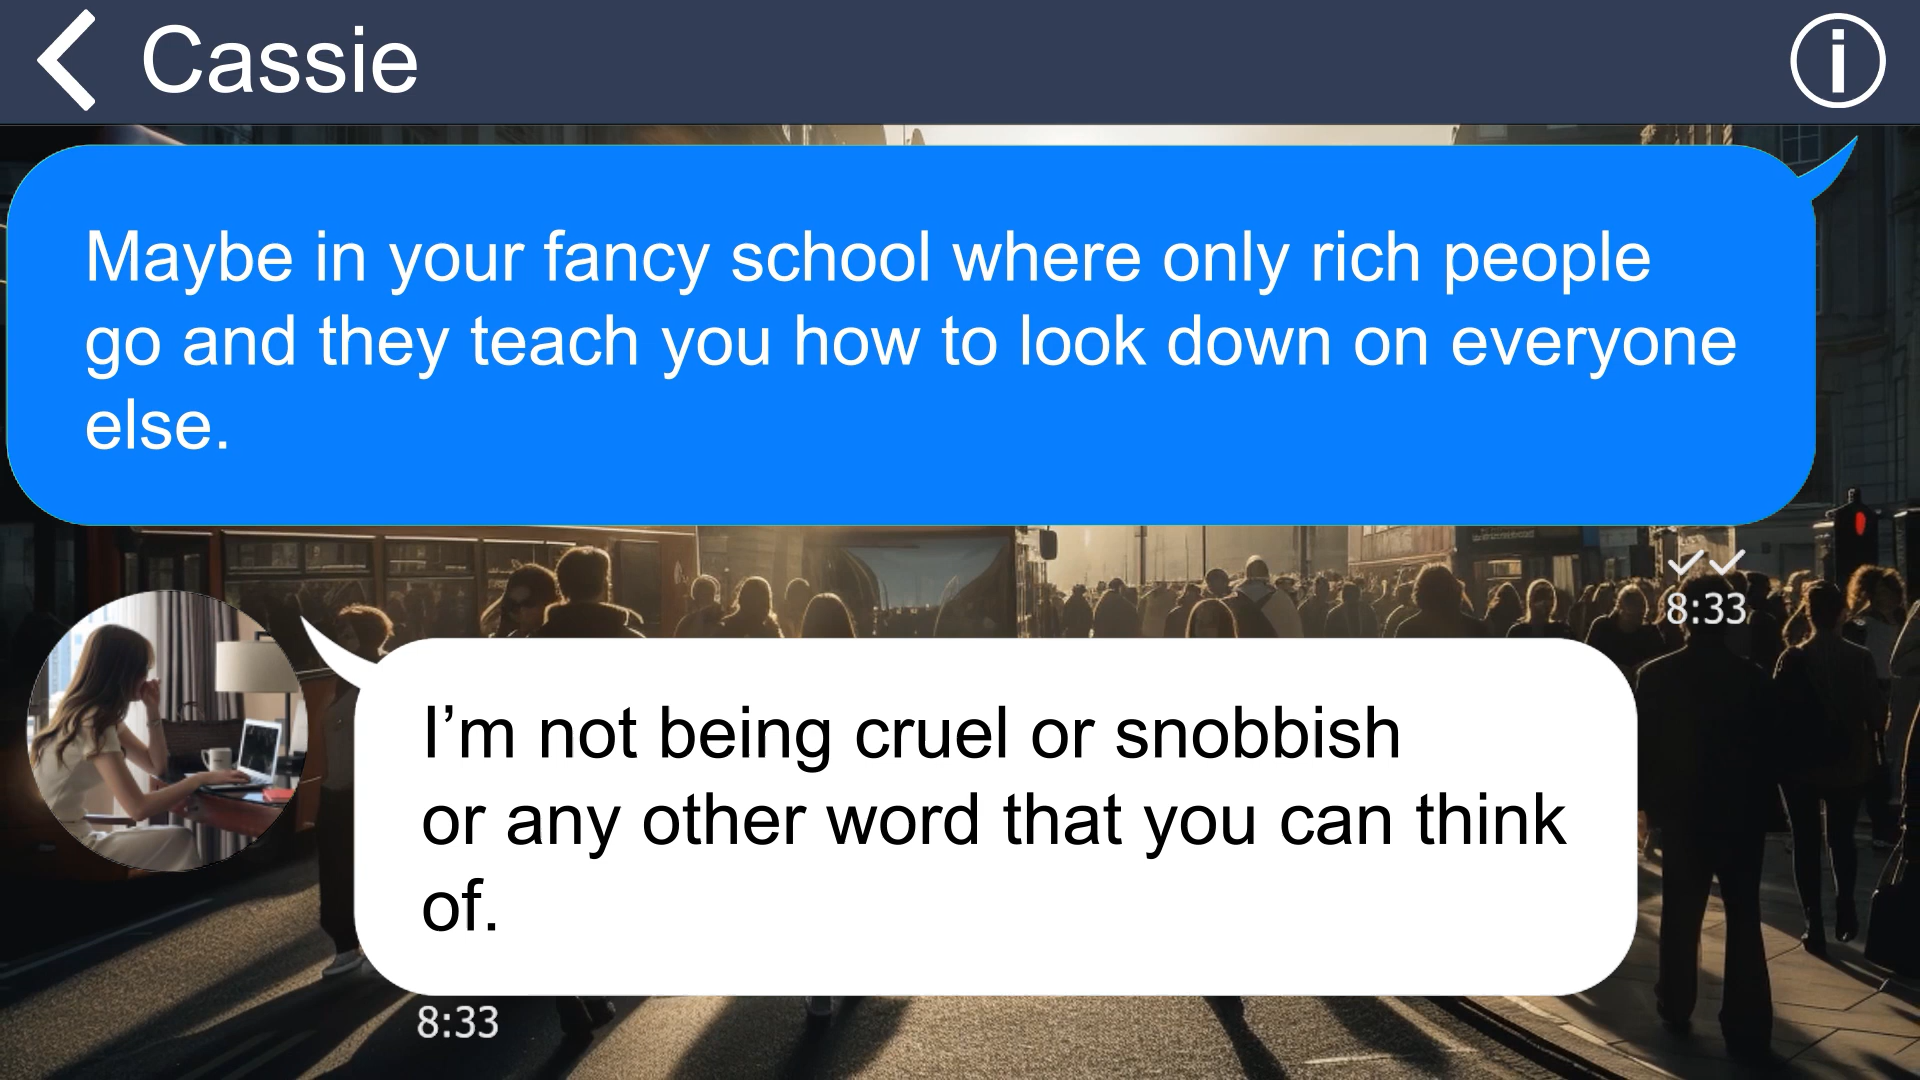 Cassie
Maybe in your fancy school where only rich people
go and they teach you how to look down on everyone
else.
8:33
I’m not being cruel or snobbish
or any other word that you can think
of.
8:33